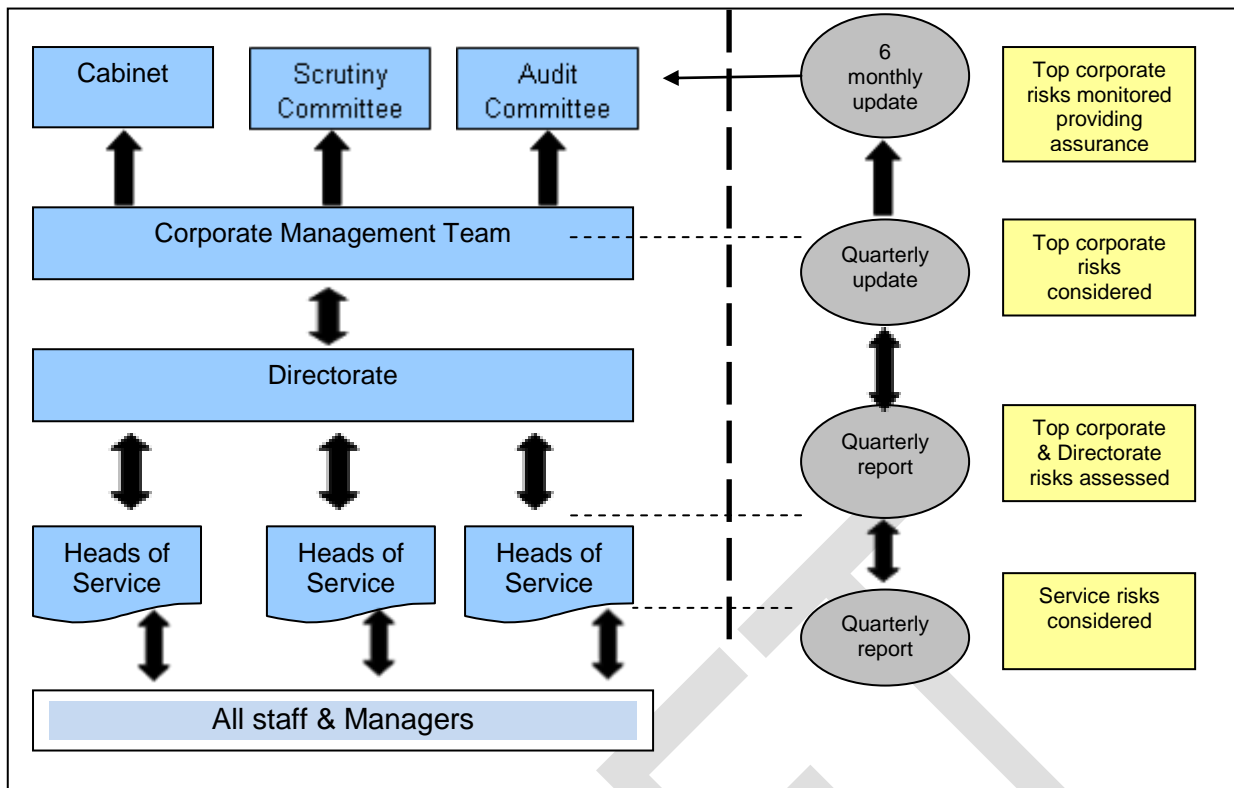 Cabinet
Scrutiny
Committee
Audit
Committee
6
monthly
update
Top corporate
risks monitored
providing
assurance
Corporate Management Team
Quarterly
update
Top corporate
risks
considered
Directorate
Quarterly
report
Top corporate
& Directorate
risks assessed
Heads of
Service
Heads of
Service
Heads of
Service
Quarterly
report
Service risks
considered
All staff & Managers